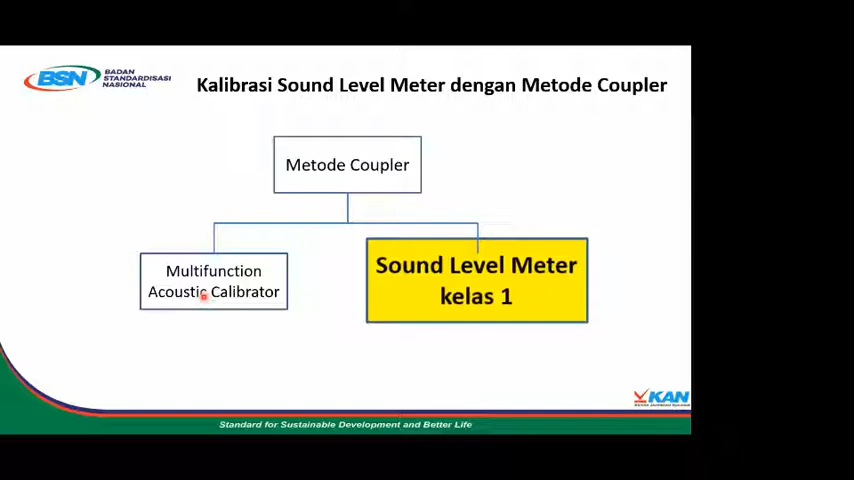 BSN
BADAN
STANDARDISASI
NASIONAL
Kalibrasi Sound Level Meter dengan Metode Coupler
Metode Coupler
Multifunction
Acoustic Calibrator
Sound Level Meter
kelas 1
KAN
Standard for Sustainable Development and Better Life